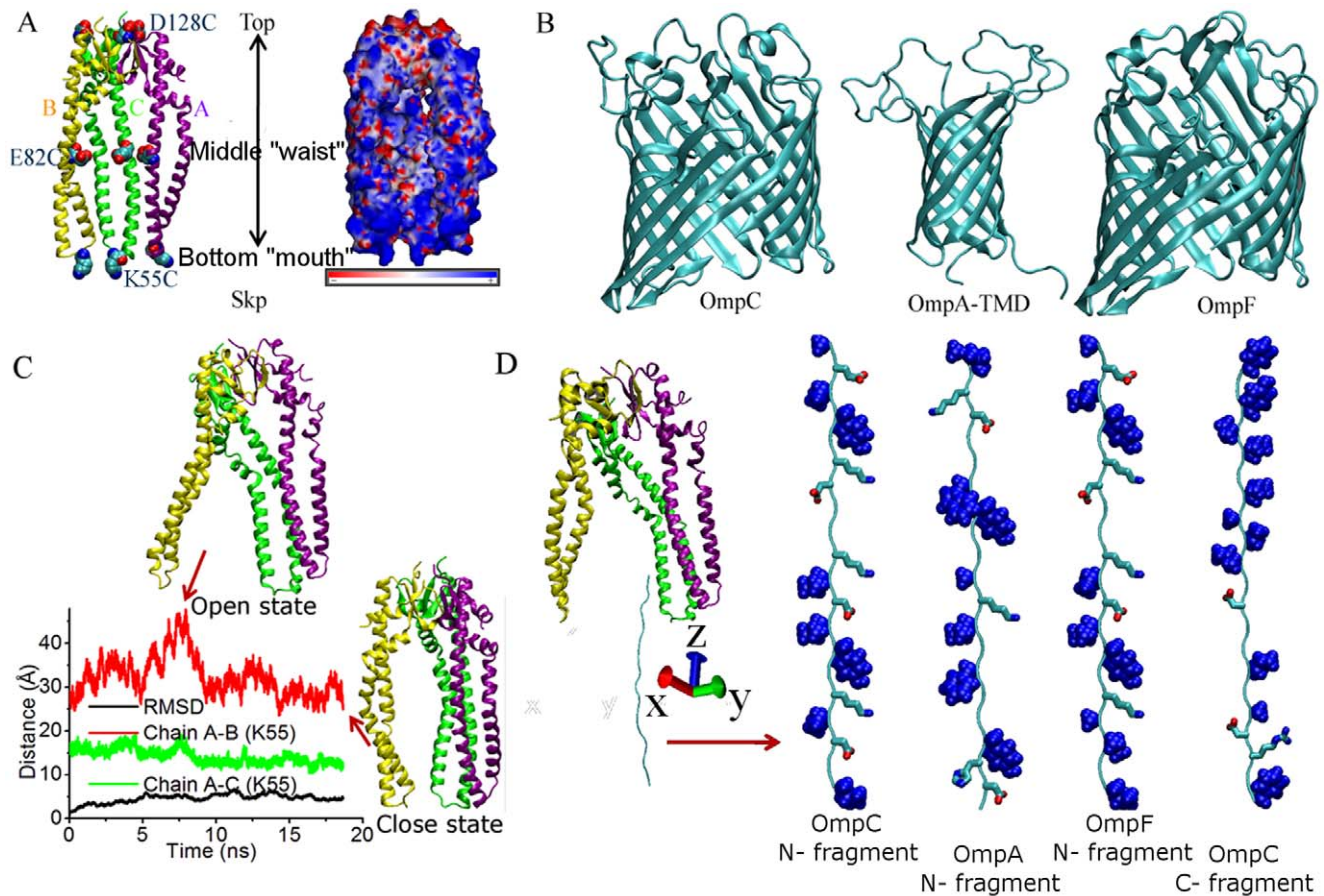 A
D128C
Top
B
C
A
E82C
Middle "waist"
Bottom "mouth"
K55C
Skp
-
+
B
OmpC
OmpA-TMD
OmpF
C
Open state
Close state
Distance (Å)
40
30
20
10
0
RMSD
Chain A-B (K55)
Chain A-C (K55)
0
5
10
15
20
Time (ns)
D
z
x
y
x
y
OmpC
N- fragment
OmpA
N- fragment
OmpF
N- fragment
OmpC
C- fragment